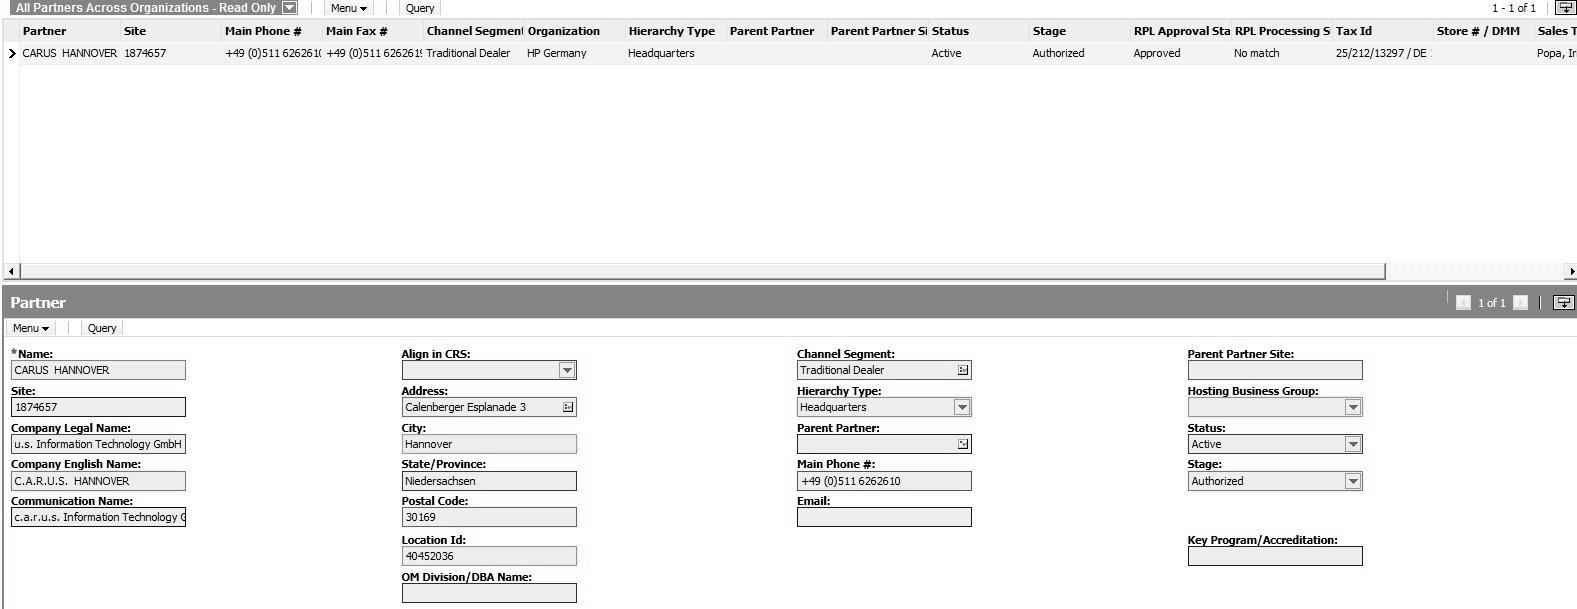 All Partners Across Organizations - Read Only Menu Query 1 - 1 of 1
Partner Site Main Phone # Main Fax # Channel Segment Organization Hierarchy Type Parent Partner Parent Partner Si Status Stage RPL Approval Sta RPL Processing S Tax Id Store # / DMM Sales T
CARUS HANNOVER 1874657 +49 (0)511 6262610 +49 (0)511 6262619 Traditional Dealer HP Germany Headquarters Active Authorized Approved No match 25/212/13297 / DE Popa, Ir
Partner 1 of 1
Menu Query
*Name: Align in CRS: Channel Segment: Parent Partner Site:
CARUS HANNOVER Traditional Dealer
Site: Address: Hierarchy Type: Hosting Business Group:
1874657 Calenberger Esplanade 3 Headquarters
Company Legal Name: City: Parent Partner: Status:
u.s. Information Technology GmbH Hannover Active
Company English Name: State/Province: Main Phone #: Stage:
C.A.R.U.S. HANNOVER Niedersachsen +49 (0)511 6262610 Authorized
Communication Name: Postal Code: Email:
c.a.r.u.s. Information Technology G 30169
Location Id: Key Program/Accreditation:
40452036
OM Division/DBA Name: